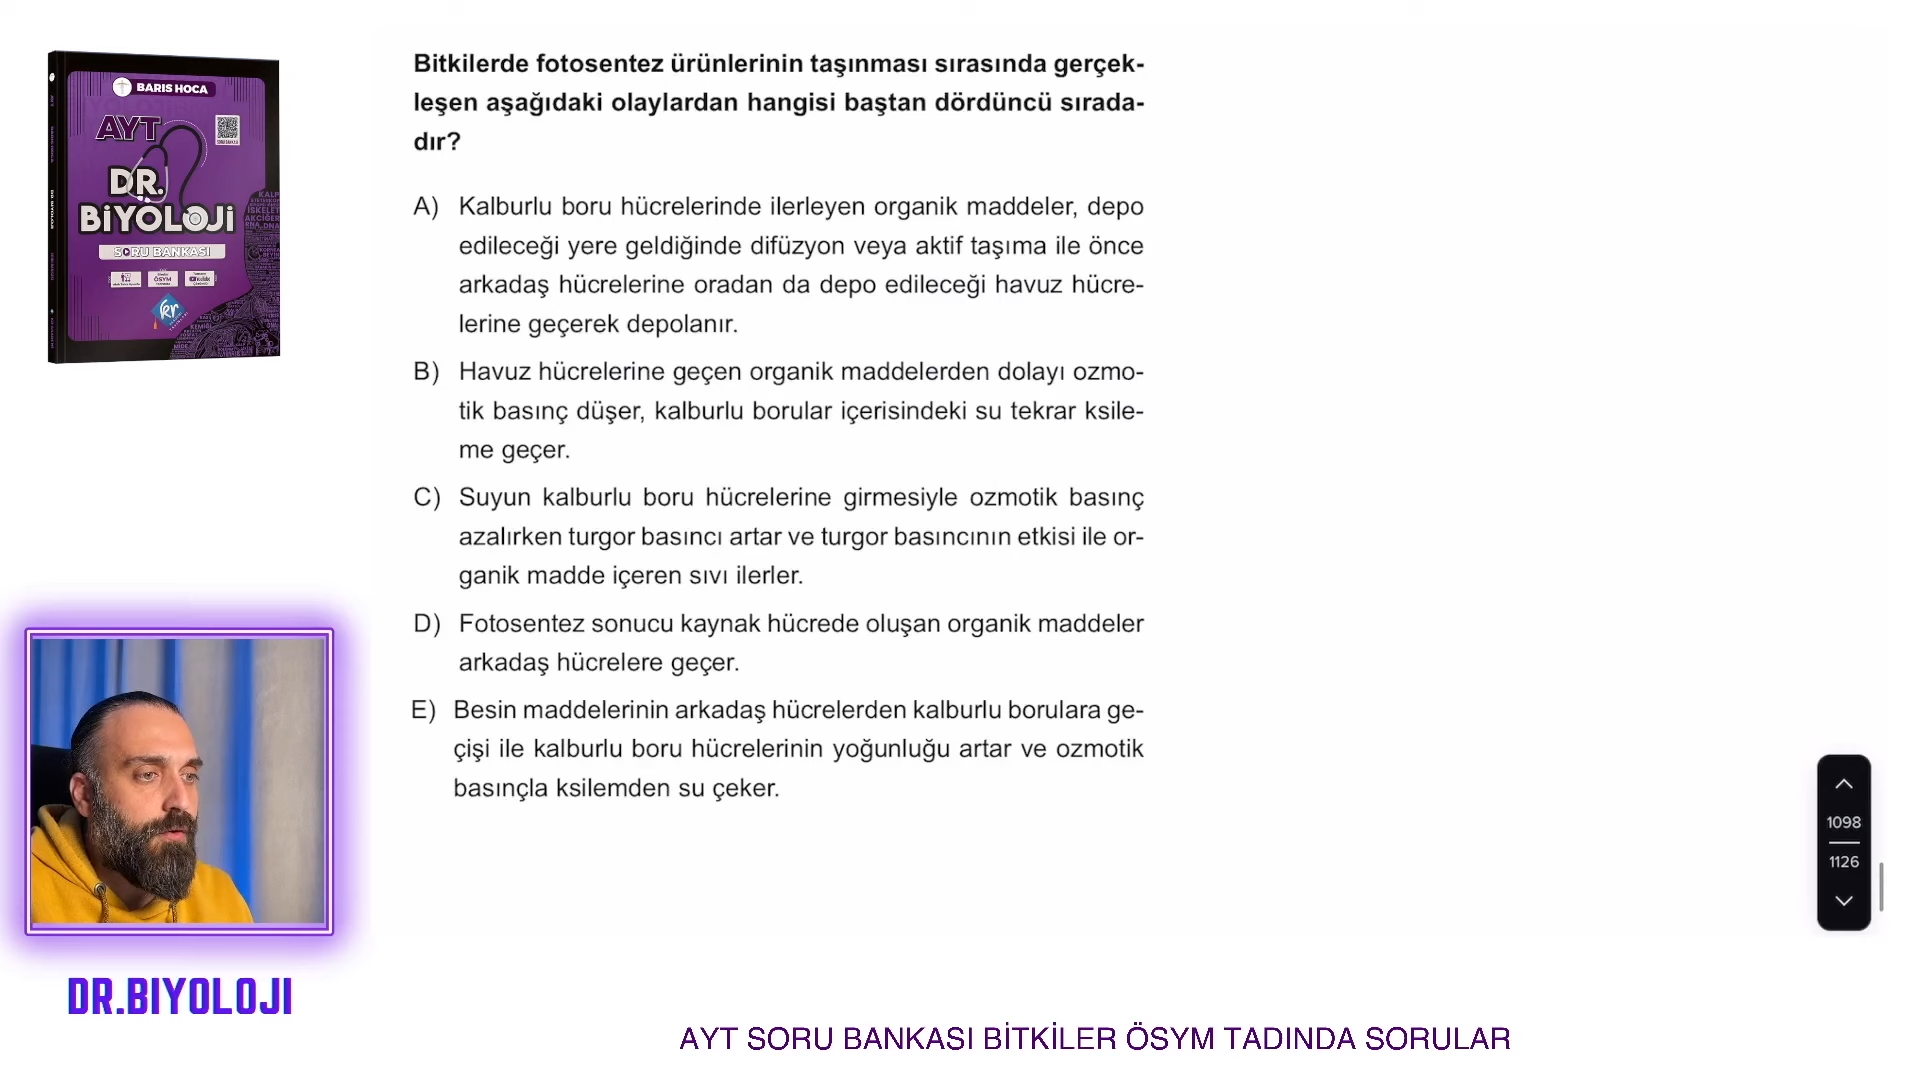 BARIS HOCA
AYT
DR.
BİYOLOJİ
SORU BANKASI
ÖSYM
Bitkilerde fotosentez ürünlerinin taşınması sırasında gerçek-
leşen aşağıdaki olaylardan hangisi baştan dördüncü sırada-
dır?
A) Kalburlu boru hücrelerinde ilerleyen organik maddeler, depo
edileceği yere geldiğinde difüzyon veya aktif taşıma ile önce
arkadaş hücrelerine oradan da depo edileceği havuz hücre-
lerine geçerek depolanır.
B) Havuz hücrelerine geçen organik maddelerden dolayı ozmo-
tik basınç düşer, kalburlu borular içerisindeki su tekrar ksile-
me geçer.
C) Suyun kalburlu boru hücrelerine girmesiyle ozmotik basınç
azalırken turgor basıncı artar ve turgor basıncının etkisi ile or-
ganik madde içeren sıvı ilerler.
D) Fotosentez sonucu kaynak hücrede oluşan organik maddeler
arkadaş hücrelere geçer.
E) Besin maddelerinin arkadaş hücrelerden kalburlu borulara ge-
çişi ile kalburlu boru hücrelerinin yoğunluğu artar ve ozmotik
basınçla ksilemden su çeker.
1098
1126
DR.BIYOLOJI
AYT SORU BANKASI BİTKİLER ÖSYM TADINDA SORULAR